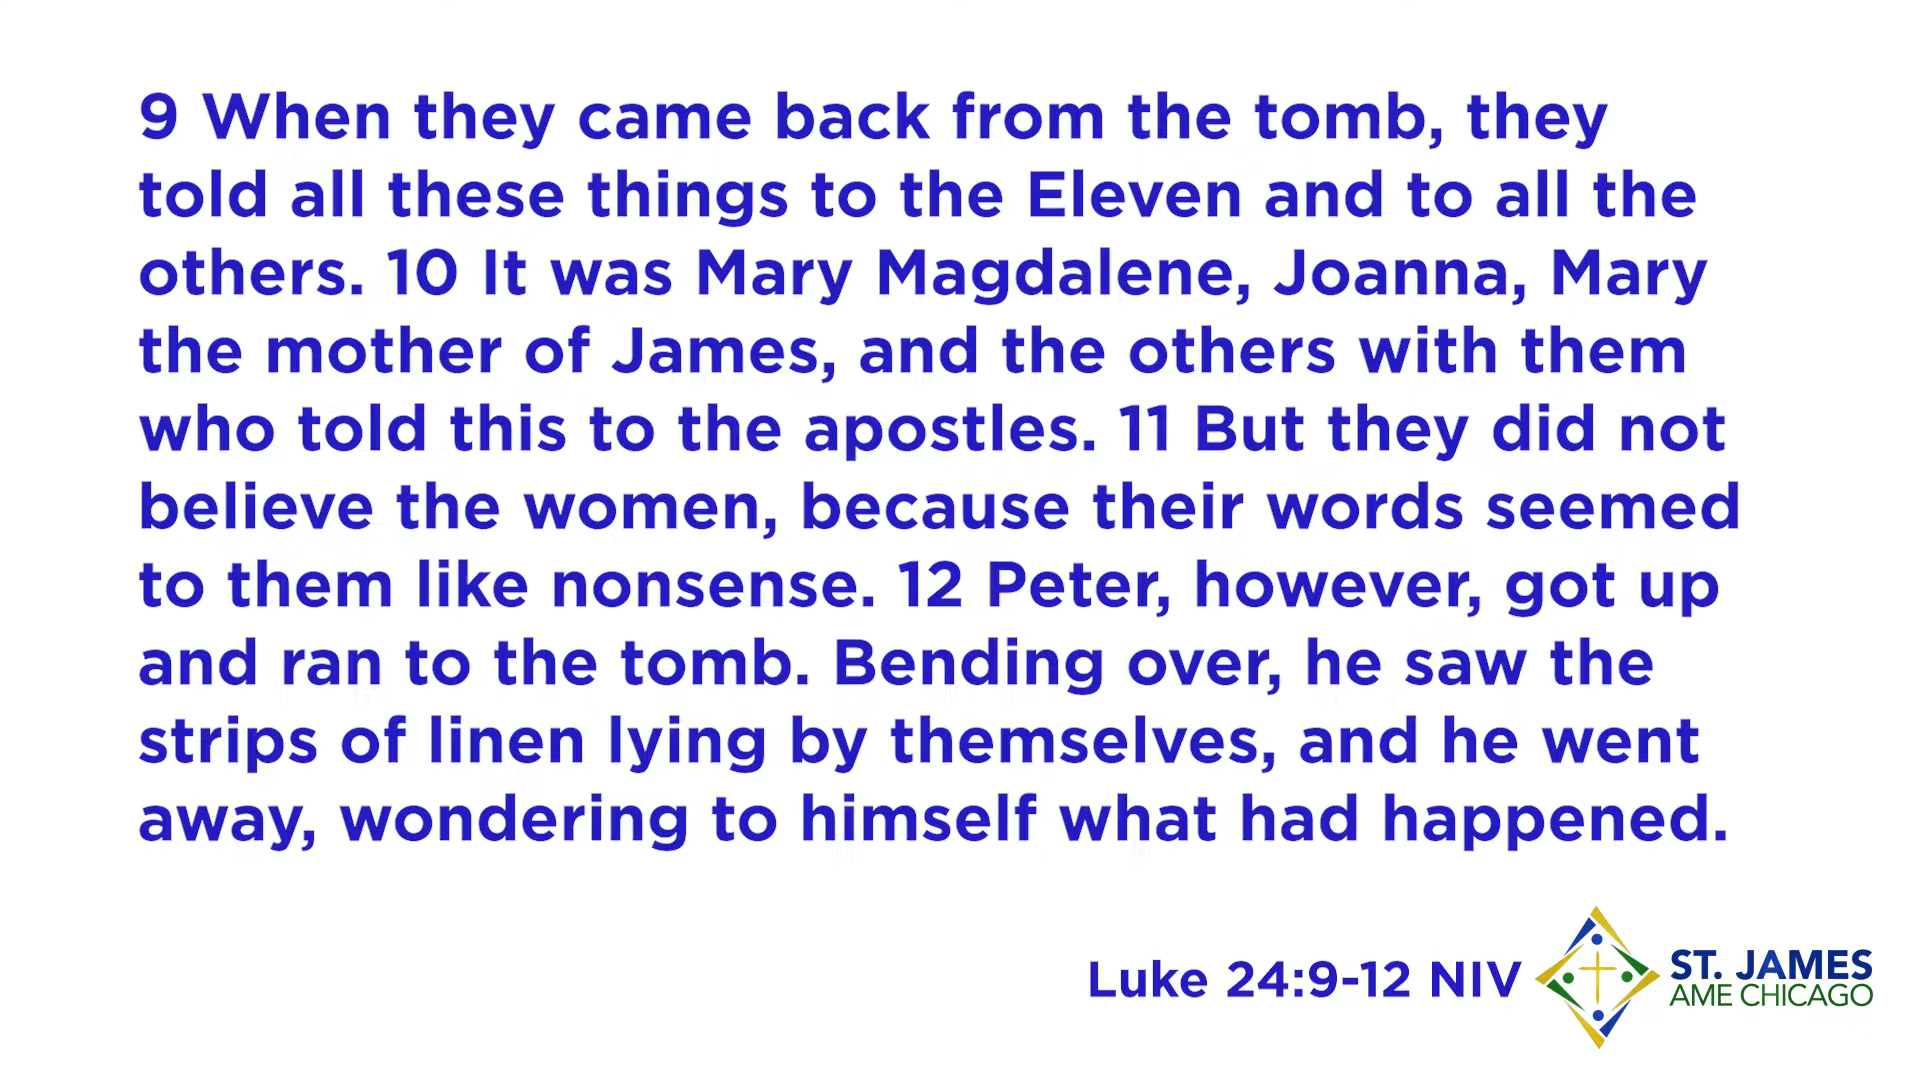 9 When they came back from the tomb, they
told all these things to the Eleven and to all the
others. 10 It was Mary Magdalene, Joanna, Mary
the mother of James, and the others with them
who told this to the apostles. 11 But they did not
believe the women, because their words seemed
to them like nonsense. 12 Peter, however, got up
and ran to the tomb. Bending over, he saw the
strips of linen lying by themselves, and he went
away, wondering to himself what had happened.
Luke 24:9-12 NIV
ST. JAMES
AME CHICAGO